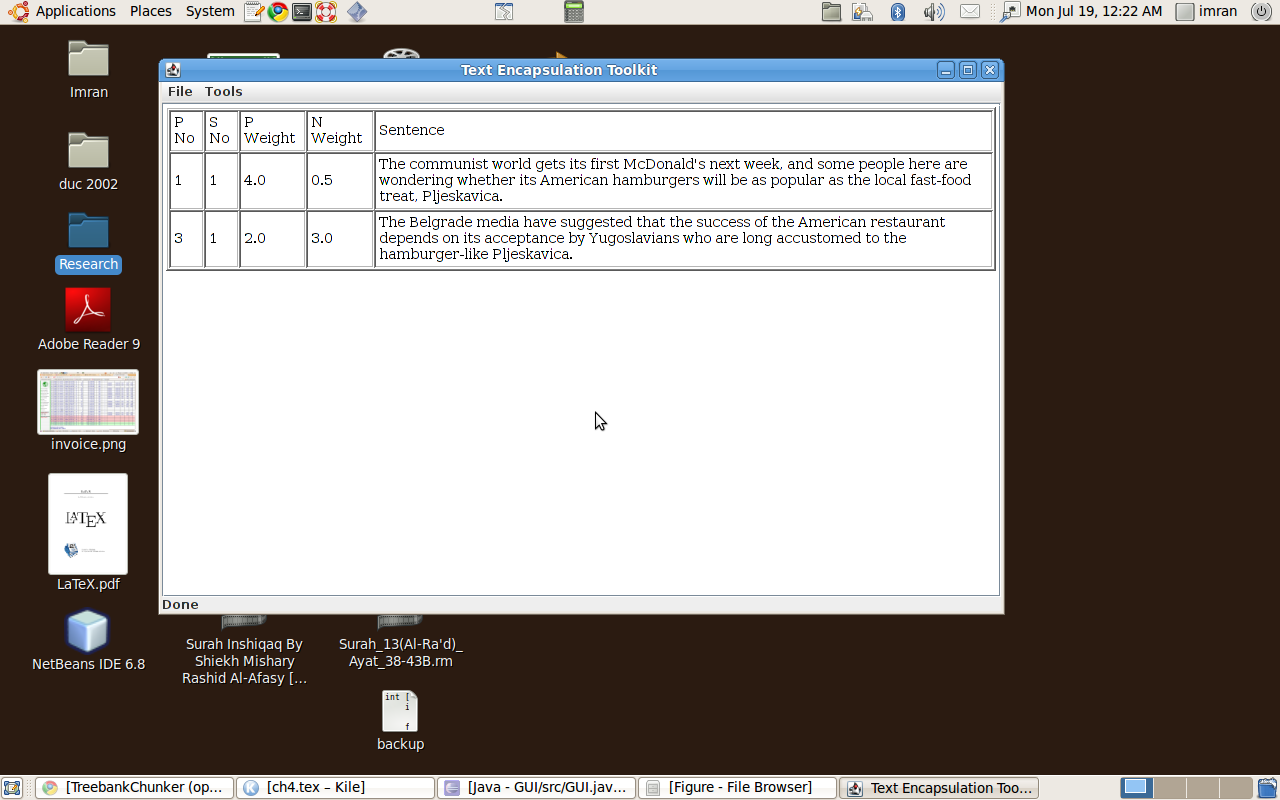 Applications Places System
Mon Jul 19, 12:22 AM imran
Imran
duc 2002
Research
Adobe Reader 9
invoice.png
LATEX
LaTeX.pdf
NetBeans IDE 6.8
Text Encapsulation Toolkit
File Tools
P No S No P Weight N Weight Sentence
1 1 4.0 0.5 The communist world gets its first McDonald's next week, and some people here are
wondering whether its American hamburgers will be as popular as the local fast-food
treat, Pljeskavica.
3 1 2.0 3.0 The Belgrade media have suggested that the success of the American restaurant
depends on its acceptance by Yugoslavians who are long accustomed to the
hamburger-like Pljeskavica.
Done
Surah Inshiqaq By
Shiekh Mishary
Rashid Al-Afasy [...
Surah_13(Al-Ra'd)_
Ayat_38-43B.rm
int [
i
f
backup
[TreebankChunker (op... [ch4.tex – Kile] [Java - GUI/src/GUI.jav... [Figure - File Browser] Text Encapsulation Too...